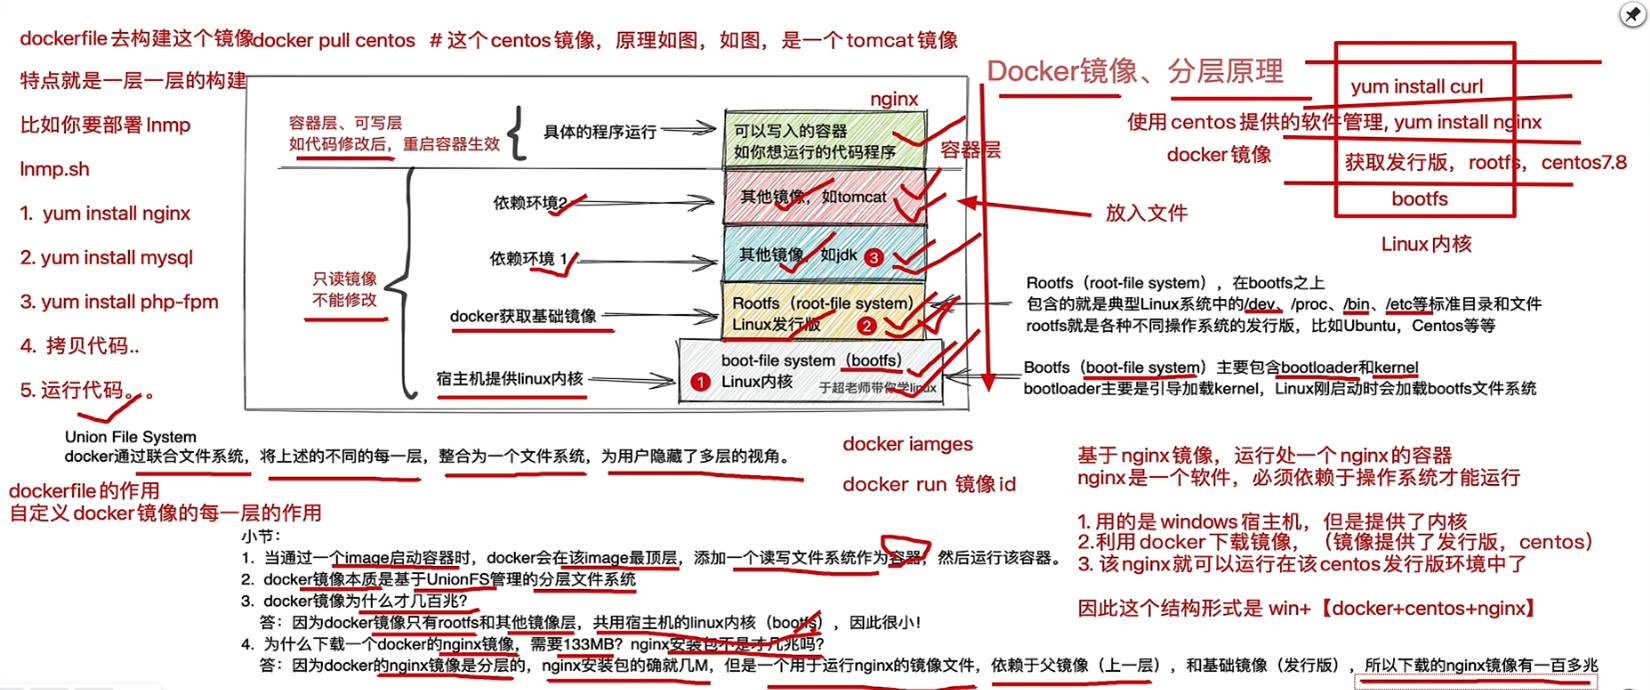 dockerfile去构建这个镜像
docker pull centos # 这个centos镜像，原理如图，如图，是一个tomcat镜像
特点就是一层一层的构建
比如你要部署lnmp
lnmp.sh
1. yum install nginx
2. yum install mysql
3. yum install php-fpm
4. 拷贝代码..
5. 运行代码。。
nginx
容器层、可写层
如代码修改后，重启容器生效
具体的程序运行
可以写入的容器
如你想运行的代码程序
容器层
依赖环境2
其他镜像，如tomcat
放入文件
依赖环境 1
其他镜像，如jdk 3
只读镜像
不能修改
docker获取基础镜像
Rootfs（root-file system）
Linux发行版 2
宿主机提供linux内核
boot-file system（bootfs）
1 Linux内核
于超老师带你学linux
Docker镜像、分层原理
yum install curl
使用centos提供的软件管理, yum install nginx
docker镜像
获取发行版，rootfs，centos7.8
bootfs
Linux内核
Rootfs（root-file system），在bootfs之上
包含的就是典型Linux系统中的/dev、/proc、/bin、/etc等标准目录和文件
rootfs就是各种不同操作系统的发行版，比如Ubuntu，Centos等等
Bootfs（boot-file system）主要包含bootloader和kernel
bootloader主要是引导加载kernel，Linux刚启动时会加载bootfs文件系统
Union File System
docker通过联合文件系统，将上述的不同的每一层，整合为一个文件系统，为用户隐藏了多层的视角。
dockerfile的作用
自定义docker镜像的每一层的作用
docker iamges
docker run 镜像id
基于nginx镜像，运行处一个nginx的容器
nginx是一个软件，必须依赖于操作系统才能运行
1. 用的是windows宿主机，但是提供了内核
2.利用docker下载镜像，（镜像提供了发行版，centos）
3. 该nginx就可以运行在该centos发行版环境中了
因此这个结构形式是 win+【docker+centos+nginx】
小节：
1. 当通过一个image启动容器时，docker会在该image最顶层，添加一个读写文件系统作为容器，然后运行该容器。
2. docker镜像本质是基于UnionFS管理的分层文件系统
3. docker镜像为什么才几百兆？
答：因为docker镜像只有rootfs和其他镜像层，共用宿主机的linux内核（bootfs），因此很小！
4. 为什么下载一个docker的nginx镜像，需要133MB？nginx安装包不是才几兆吗？
答：因为docker的nginx镜像是分层的，nginx安装包的确就几M，但是一个用于运行nginx的镜像文件，依赖于父镜像（上一层），和基础镜像（发行版），所以下载的nginx镜像有一百多兆